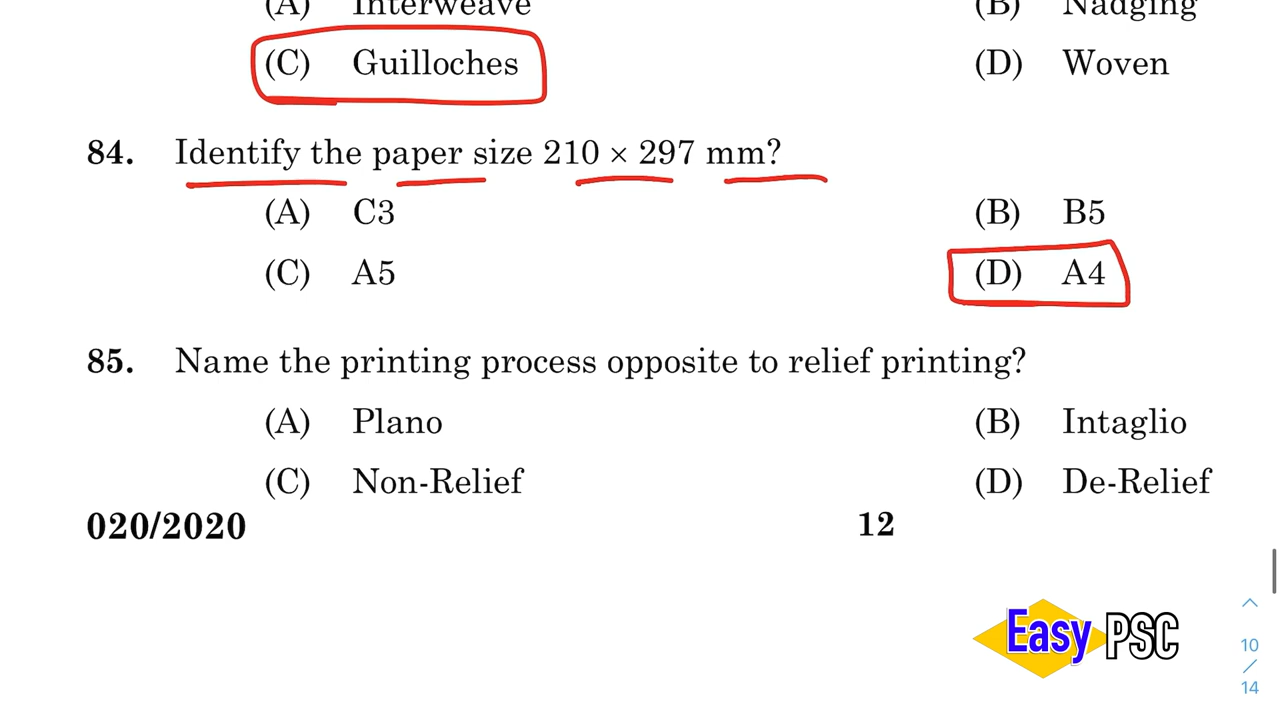 (A) Interweave (B) Nadging
(C) Guilloches (D) Woven
84. Identify the paper size 210 × 297 mm?
(A) C3 (B) B5
(C) A5 (D) A4
85. Name the printing process opposite to relief printing?
(A) Plano (B) Intaglio
(C) Non-Relief (D) De-Relief
020/2020 12
Easy PSC
10
/
14